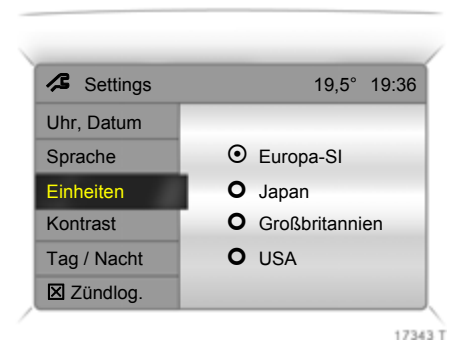 Settings 19,5° 19:36
Uhr, Datum
Sprache
Einheiten
Kontrast
Tag / Nacht
Zündlog.
Europa-SI
Japan
Großbritannien
USA
17343 T